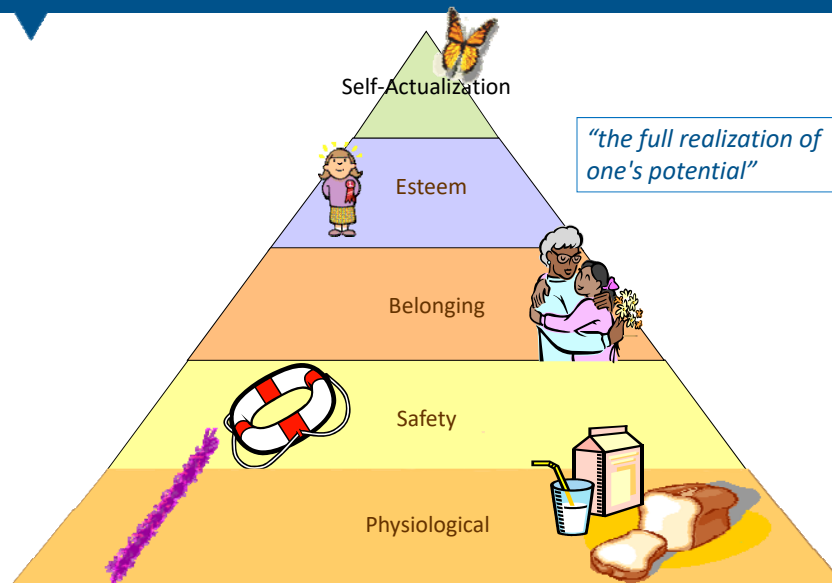 Self-Actualization
“the full realization of
one's potential”
Esteem
Belonging
Safety
Physiological